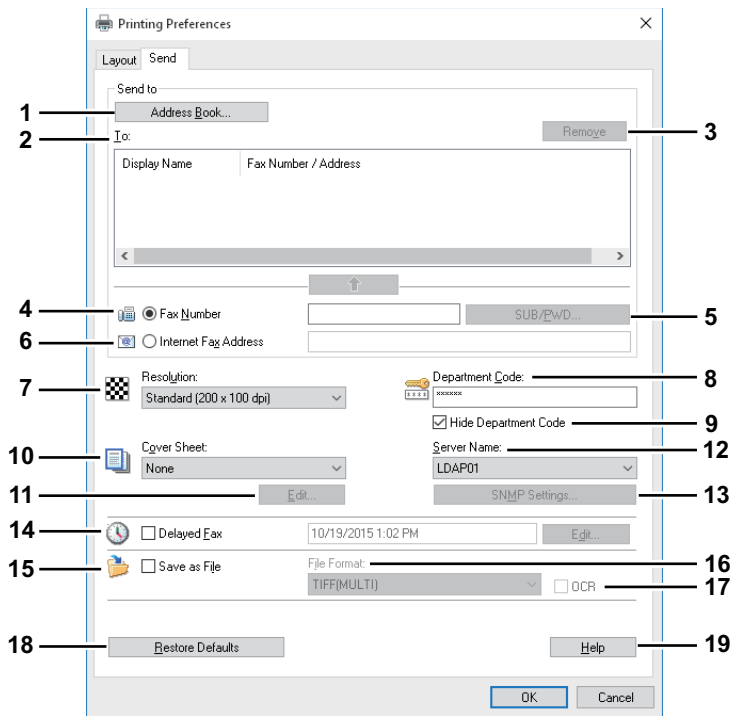 Printing Preferences
Layout Send
Send to
1 Address Book...
2 To: Remove 3
Display Name Fax Number / Address
4 Fax Number SUB/PWD... 5
6 Internet Fax Address
7 Resolution: Department Code: 8
Standard (200 x 100 dpi) xxxxxx
Hide Department Code 9
10 Cover Sheet: Server Name: 12
None LDAP01
11 Edit... SNMP Settings... 13
14 Delayed Fax 10/19/2015 1:02 PM Edit...
15 Save as File File Format: 16
TIFF(MULTI) OCR 17
18 Restore Defaults Help 19
OK Cancel